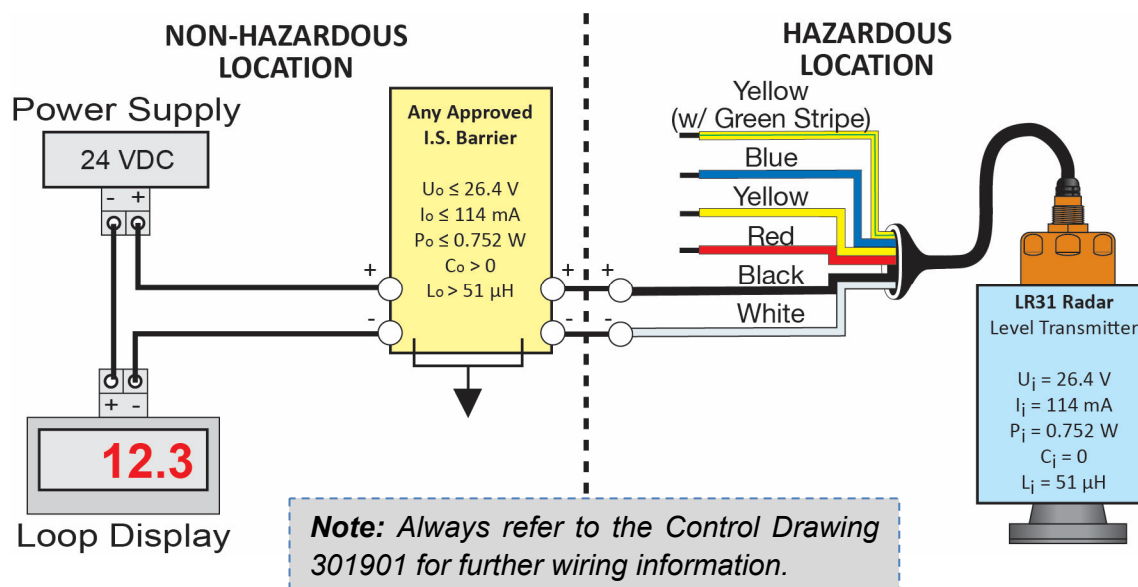 NON-HAZARDOUS
LOCATION
HAZARDOUS
LOCATION
Power Supply
24 VDC
- +
Any Approved
I.S. Barrier
Uo ≤ 26.4 V
Io ≤ 114 mA
Po ≤ 0.752 W
Co > 0
Lo > 51 µH
+ + +
- - -
Yellow
(w/ Green Stripe)
Blue
Yellow
Red
Black
White
LR31 Radar
Level Transmitter
Ui = 26.4 V
Ii = 114 mA
Pi = 0.752 W
Ci = 0
Li = 51 µH
+ -
12.3
Loop Display
Note: Always refer to the Control Drawing
301901 for further wiring information.